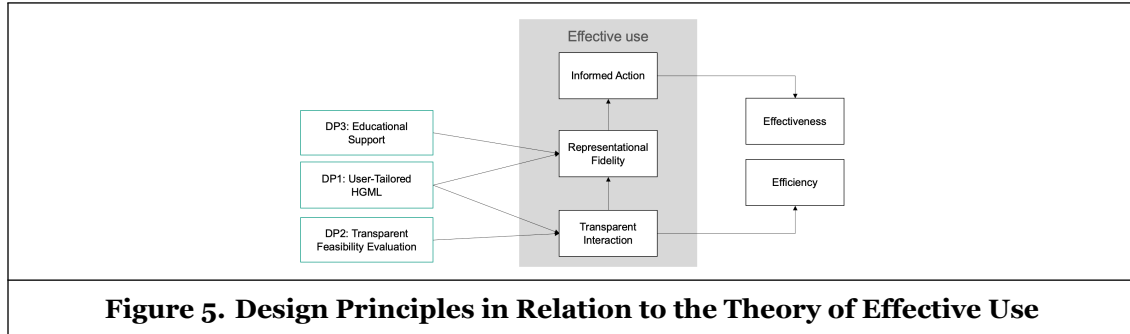 Effective use
Informed Action
DP3: Educational
Support
Representational
Fidelity
Effectiveness
DP1: User-Tailored
HGML
Efficiency
DP2: Transparent
Feasibility Evaluation
Transparent
Interaction
Figure 5. Design Principles in Relation to the Theory of Effective Use